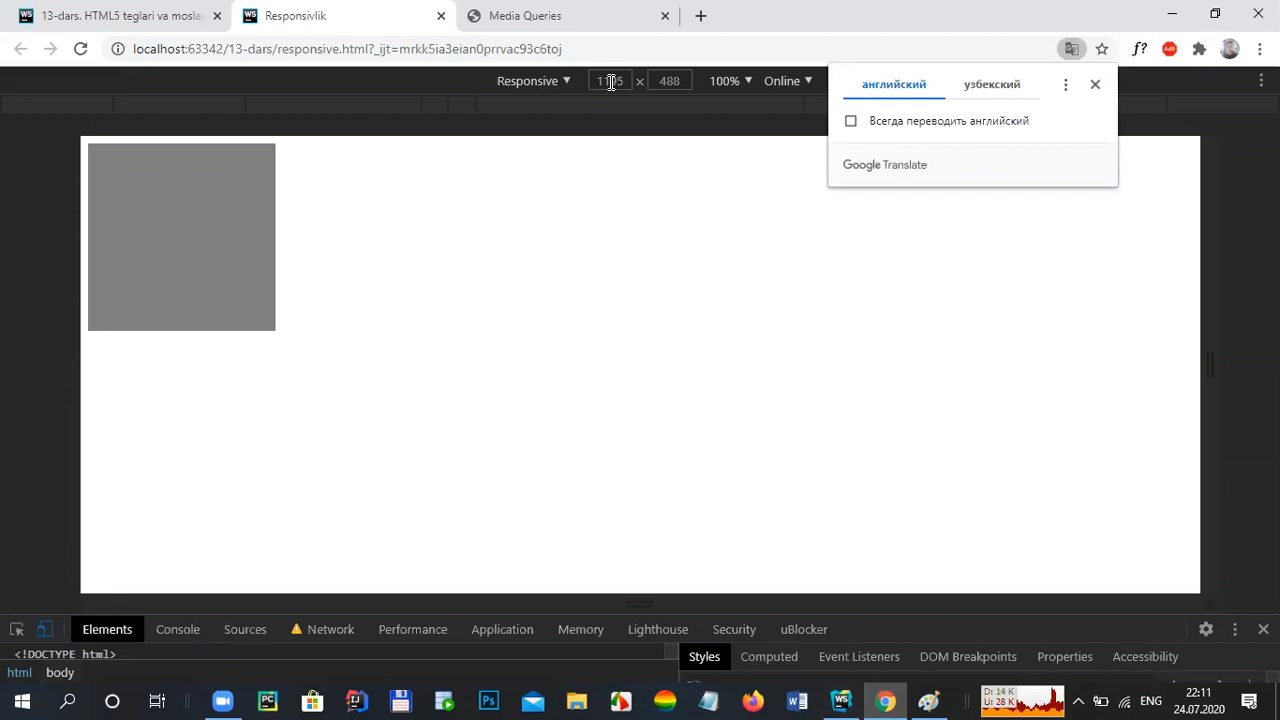 13-dars. HTML5 teglari va mosla
Responsivlik
Media Queries
localhost:63342/13-dars/responsive.html?_ijt=mrkk5ia3eian0prrvac93c6toj
Responsive
488
100%
Online
английский
узбекский
Всегда переводить английский
Google Translate
Elements
Console
Sources
Network
Performance
Application
Memory
Lighthouse
Security
uBlocker
<!DOCTYPE html>
Styles
Computed
Event Listeners
DOM Breakpoints
Properties
Accessibility
html
body
D: 14 K
U: 28 K
ENG
22:11
24.07.2020